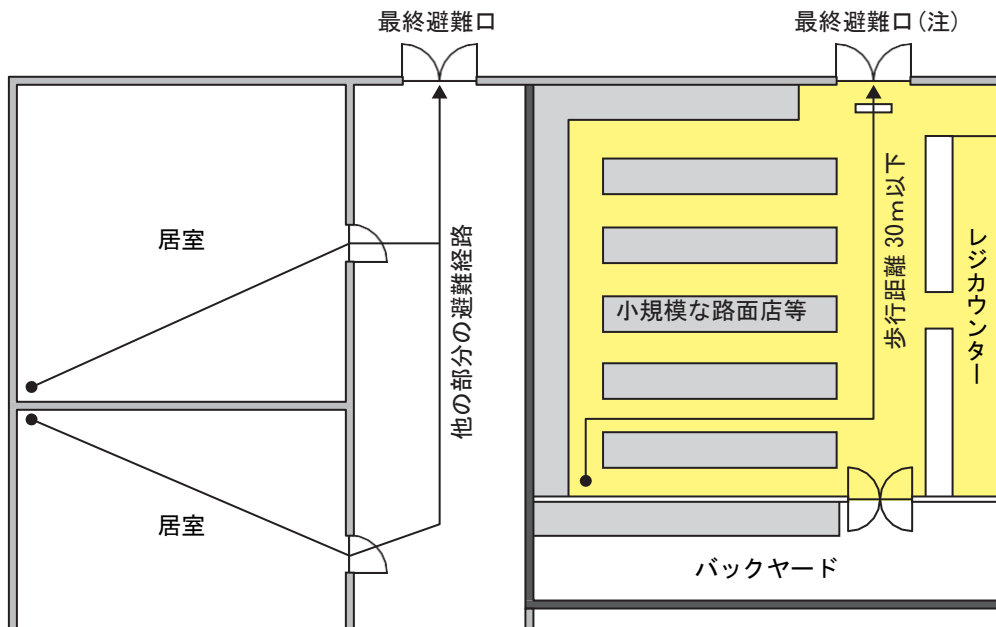 最終避難口
最終避難口(注)
居室
他の部分の避難経路
小規模な路面店等
歩行距離 30m以下
レジカウンター
居室
バックヤード